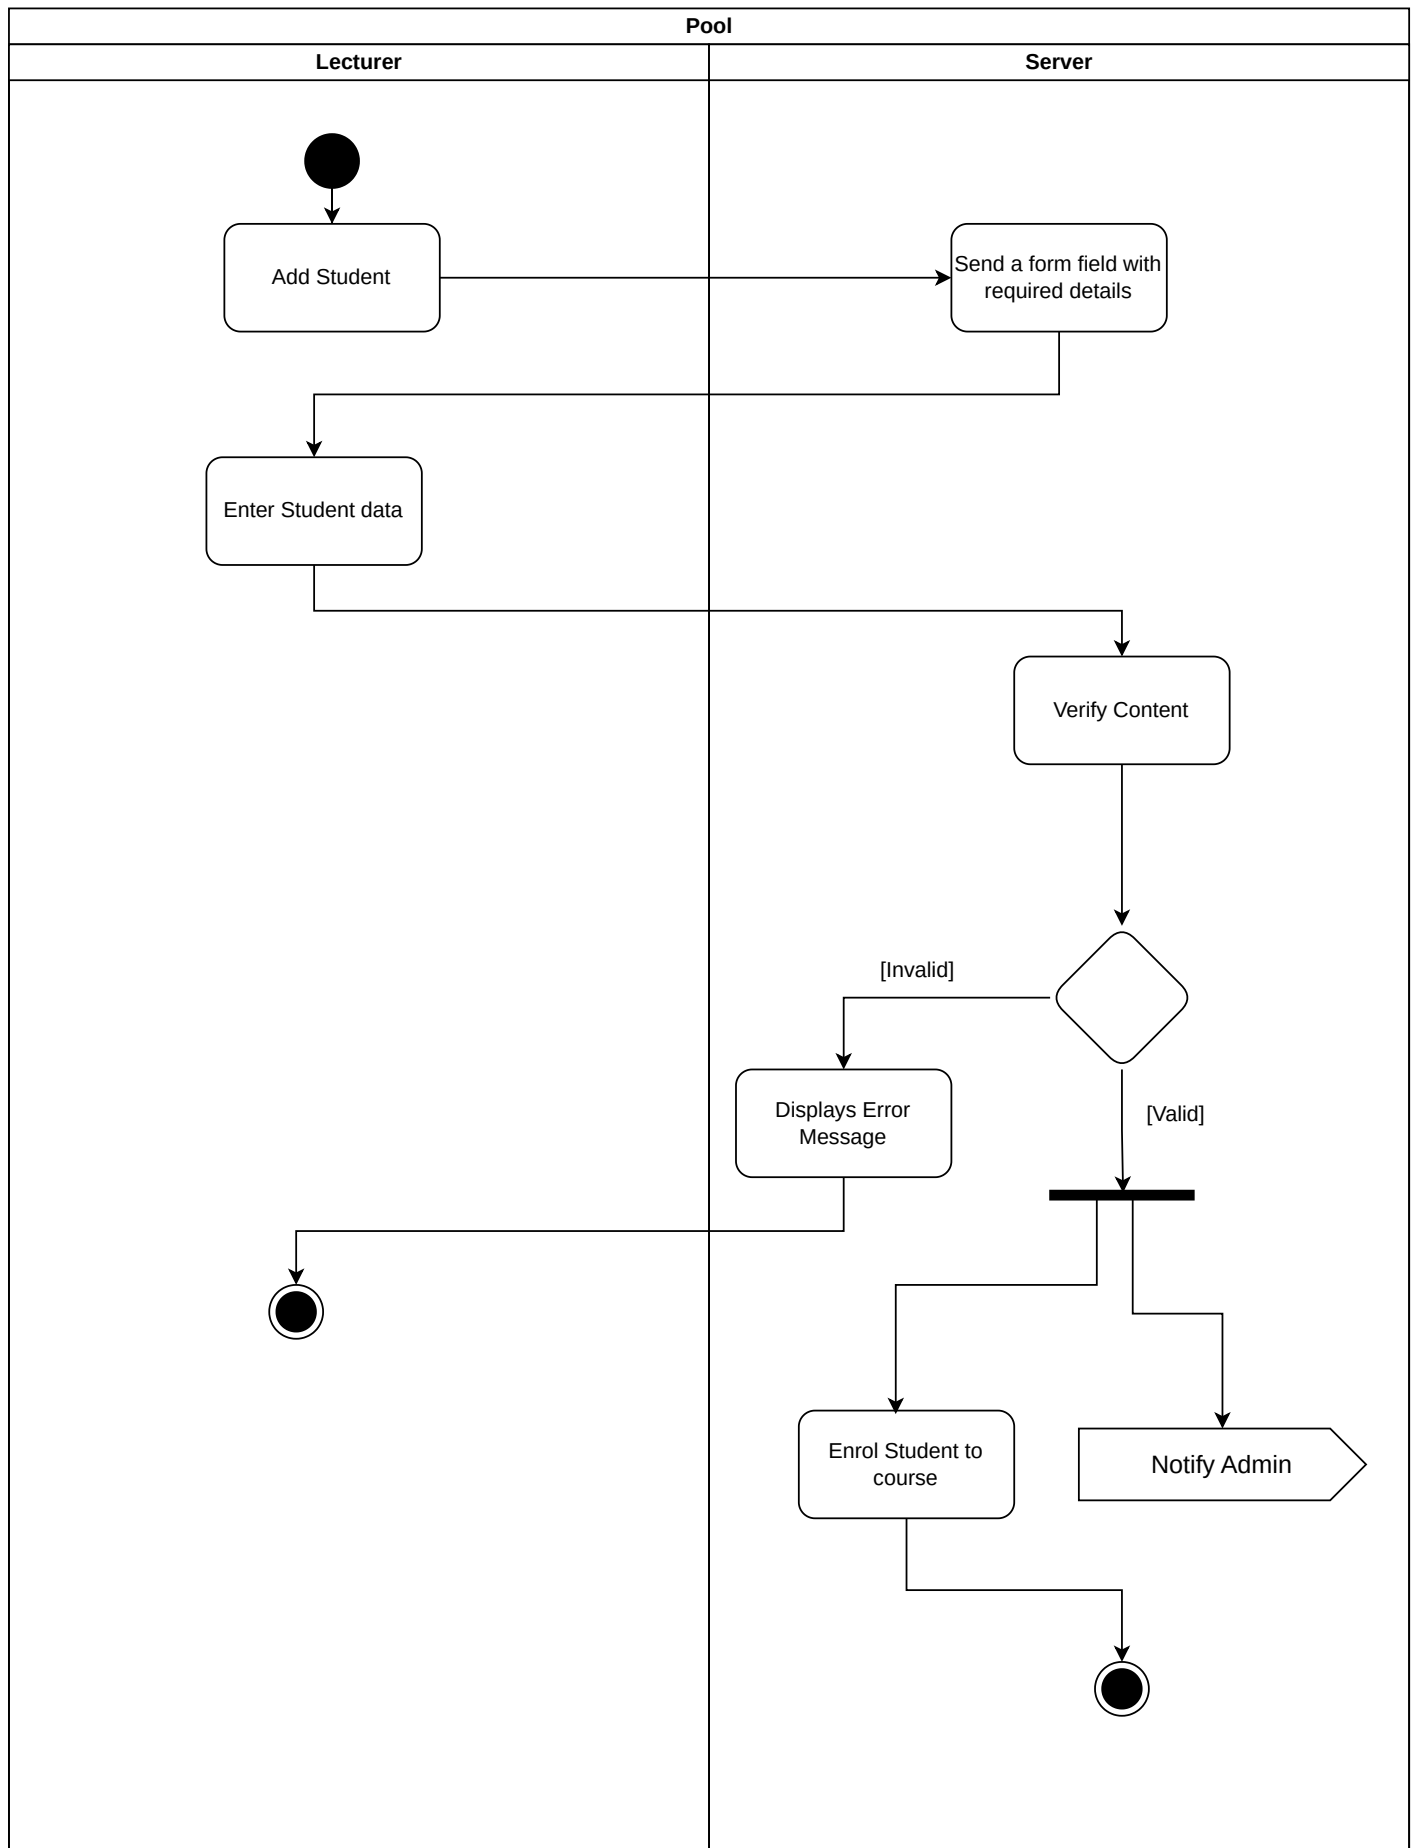 Pool
Lecturer
Server
Add Student
Send a form field with
required details
Enter Student data
Verify Content
[Invalid]
Displays Error
Message
[Valid]
Enrol Student to
course
Notify Admin